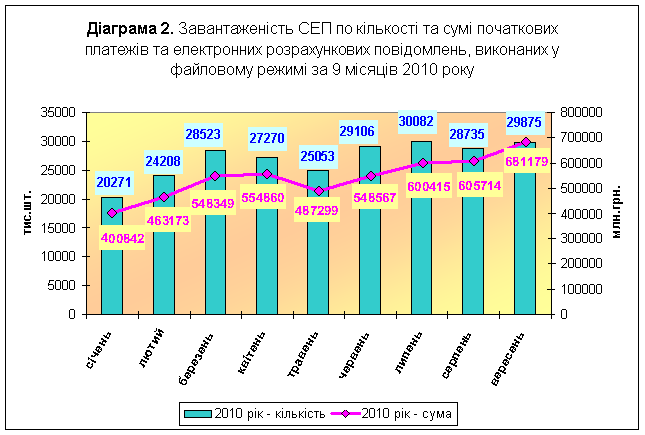 Діаграма 2. Завантаженість СЕП по кількості та сумі початкових
платежів та електронних розрахункових повідомлень, виконаних у
файловому режимі за 9 місяців 2010 року
35000
30000
25000
20000
15000
10000
5000
0
тис.шт.
800000
700000
600000
500000
400000
300000
200000
100000
0
млн.грн.
20271
24208
28523
27270
25053
29106
30082
28735
29875
400642
463173
548349
554660
487299
548567
600415
605714
681179
січень
лютий
березень
квітень
травень
червень
липень
серпень
вересень
2010 рік - кількість
2010 рік - сума